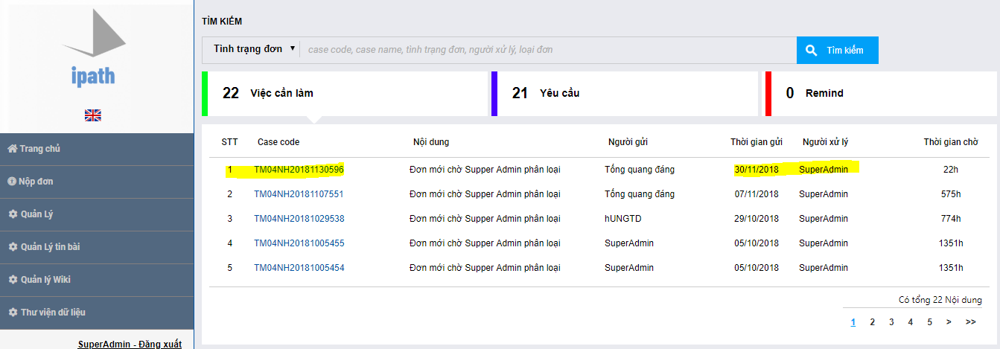 ipath
Trang chủ
Nộp đơn
Quản Lý
Quản Lý tin bài
Quản lý Wiki
Thư viện dữ liệu
SuperAdmin - Đăng xuất
TÌM KIẾM
Tình trạng đơn case code, case name, tình trạng đơn, người xử lý, loại đơn Tìm kiếm
22 Việc cần làm 21 Yêu cầu 0 Remind
STT Case code Nội dung Người gửi Thời gian gửi Người xử lý Thời gian chờ
1 TM04NH20181130596 Đơn mới chờ Supper Admin phân loại Tống quang đáng 30/11/2018 SuperAdmin 22h
2 TM04NH20181107551 Đơn mới chờ Supper Admin phân loại Tống quang đáng 07/11/2018 SuperAdmin 575h
3 TM04NH20181029538 Đơn mới chờ Supper Admin phân loại hUNGTD 29/10/2018 SuperAdmin 774h
4 TM04NH20181005455 Đơn mới chờ Supper Admin phân loại SuperAdmin 05/10/2018 SuperAdmin 1351h
5 TM04NH20181005454 Đơn mới chờ Supper Admin phân loại SuperAdmin 05/10/2018 SuperAdmin 1351h
Có tổng 22 Nội dung
1 2 3 4 5 > >>